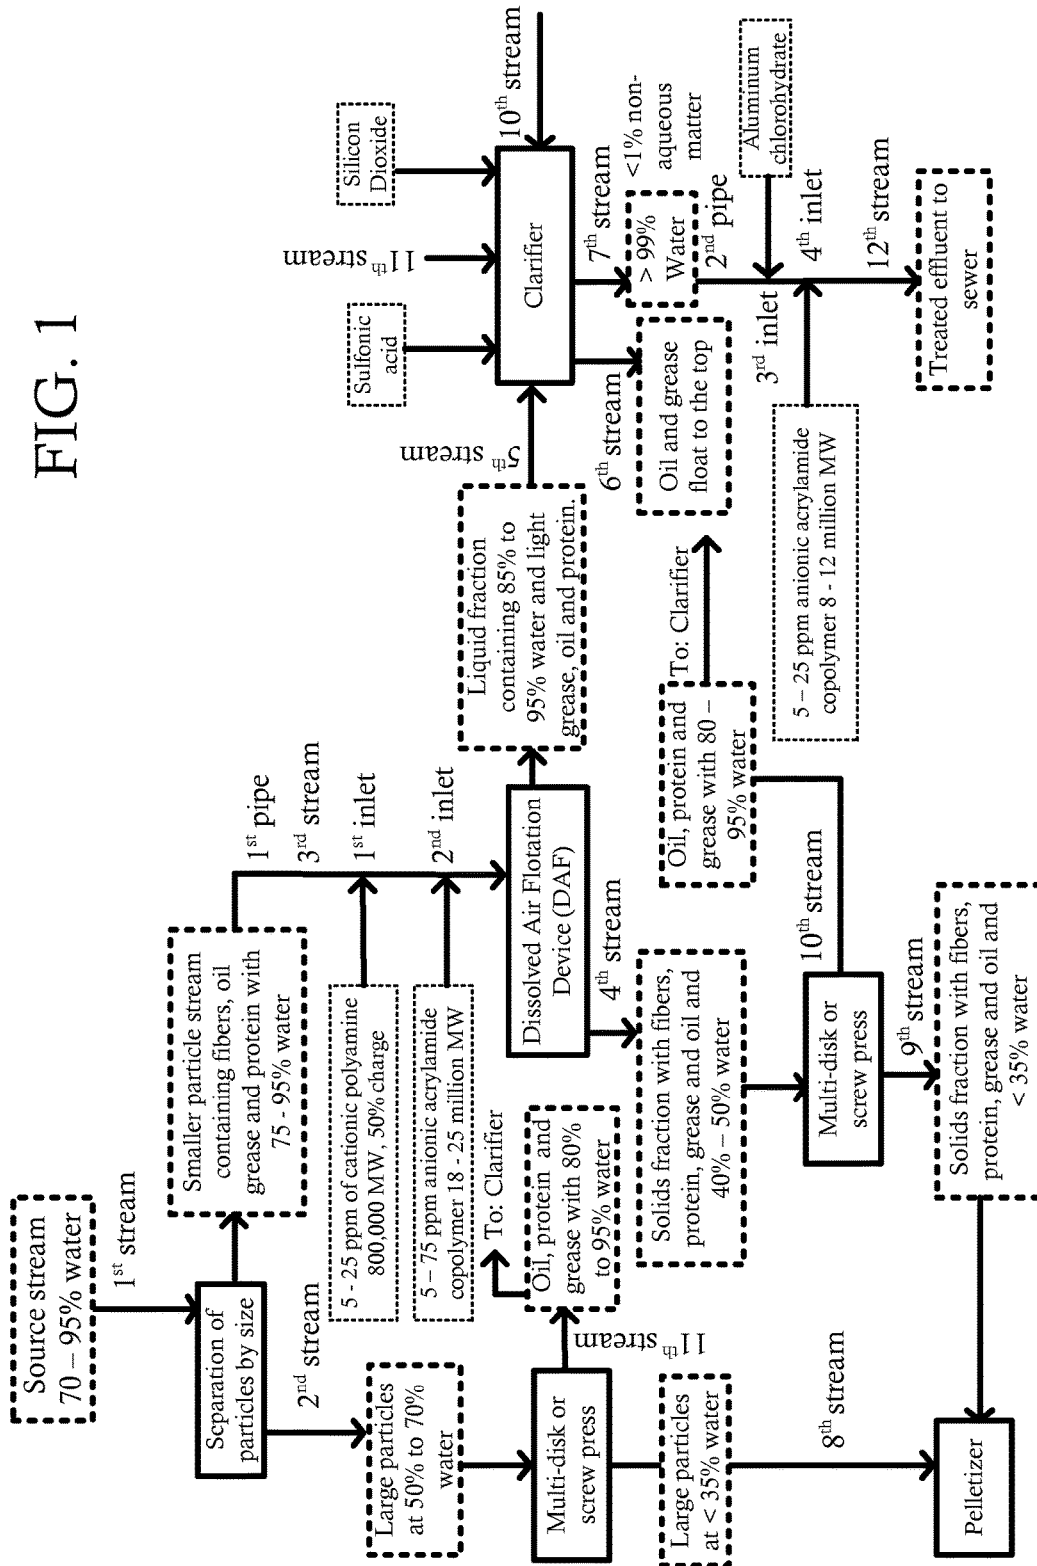 FIG. 1
Source stream
70 – 95% water
1st stream
Separation of
particles by size
2nd stream
Large particles
at 50% to 70%
water
Multi-disk or
screw press
11th stream
Oil, protein and
grease with 80%
to 95% water
To: Clarifier
Large particles
at < 35% water
8th stream
Pelletizer
Smaller particle stream
containing fibers, oil
grease and protein with
75 - 95% water
1st pipe
3rd stream
1st inlet
2nd inlet
5 - 25 ppm of cationic polyamine
800,000 MW, 50% charge
5 – 75 ppm anionic acrylamide
copolymer 18 - 25 million MW
Dissolved Air Flotation
Device (DAF)
4th stream
Solids fraction with fibers,
protein, grease and oil and
40% – 50% water
Multi-disk or
screw press
10th stream
9th stream
Oil, protein and
grease with 80 –
95% water
To: Clarifier
Solids fraction with fibers,
protein, grease and oil and
< 35% water
Liquid fraction
containing 85% to
95% water and light
grease, oil and protein.
5th stream
Sulfonic
acid
11th stream
Silicon
Dioxide
10th stream
Clarifier
6th stream
Oil and grease
float to the top
7th stream
> 99%
Water
<1% non-
aqueous
matter
2nd pipe
Aluminum
chlorohydrate
3rd inlet
4th inlet
5 – 25 ppm anionic acrylamide
copolymer 8 - 12 million MW
12th stream
Treated effluent to
sewer